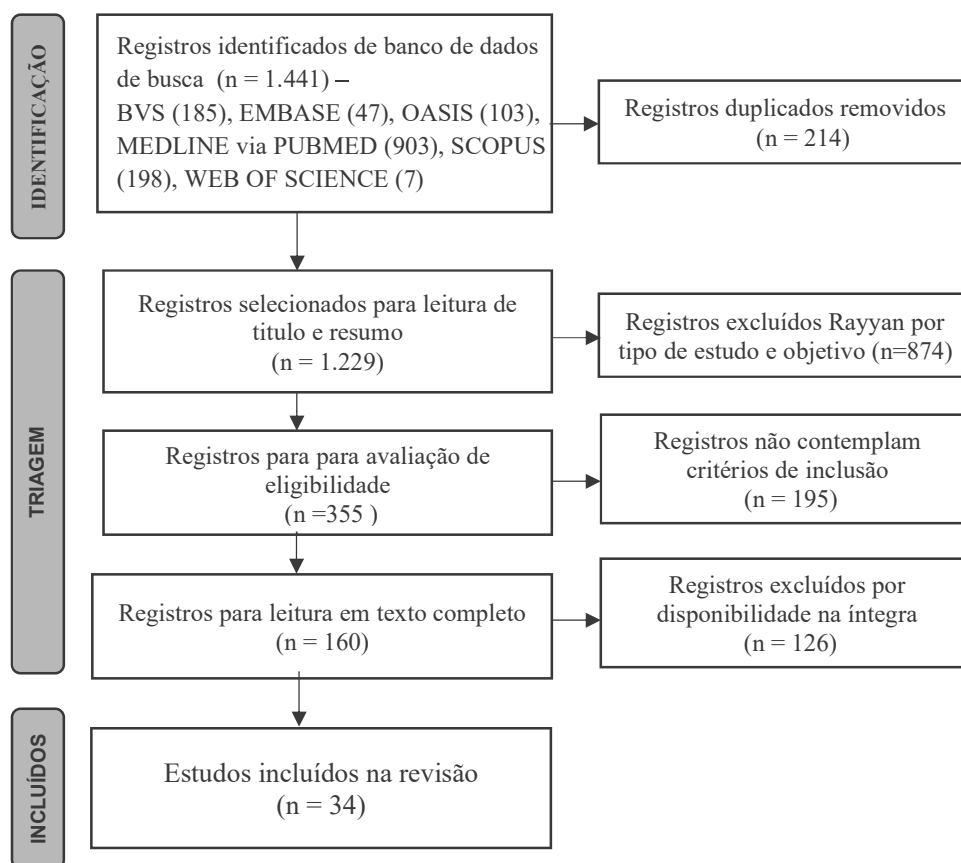 IDENTIFICAÇÃO
Registros identificados de banco de dados
de busca (n = 1.441) –
BVS (185), EMBASE (47), OASIS (103),
MEDLINE via PUBMED (903), SCOPUS
(198), WEB OF SCIENCE (7)
Registros duplicados removidos
(n = 214)
TRIAGEM
Registros selecionados para leitura de
titulo e resumo
(n = 1.229)
Registros excluídos Rayyan por
tipo de estudo e objetivo (n=874)
Registros para para avaliação de
eligibilidade
(n =355 )
Registros não contemplam
critérios de inclusão
(n = 195)
Registros para leitura em texto completo
(n = 160)
Registros excluídos por
disponibilidade na íntegra
(n = 126)
INCLUÍDOS
Estudos incluídos na revisão
(n = 34)